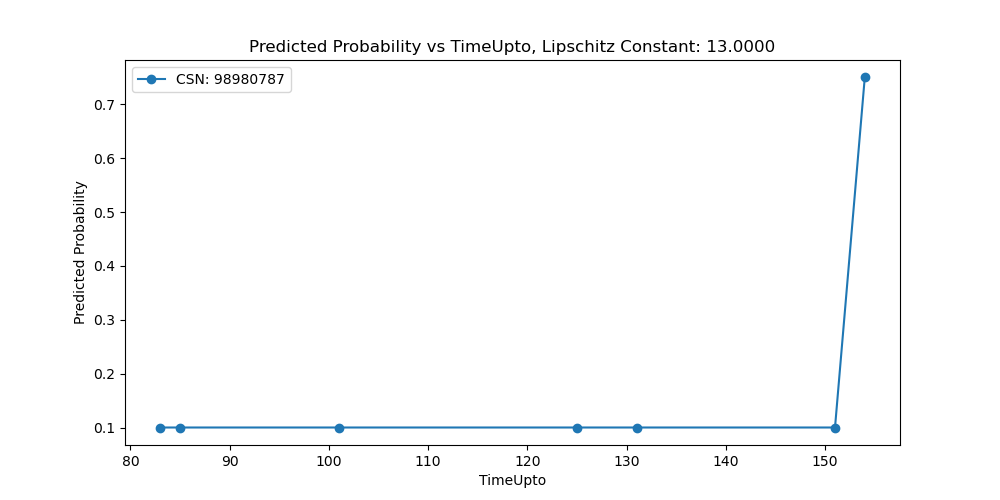 Predicted Probability vs TimeUpto, Lipschitz Constant: 13.0000
CSN: 98980787
Predicted Probability
0.7
0.6
0.5
0.4
0.3
0.2
0.1
80 90 100 110 120 130 140 150
TimeUpto